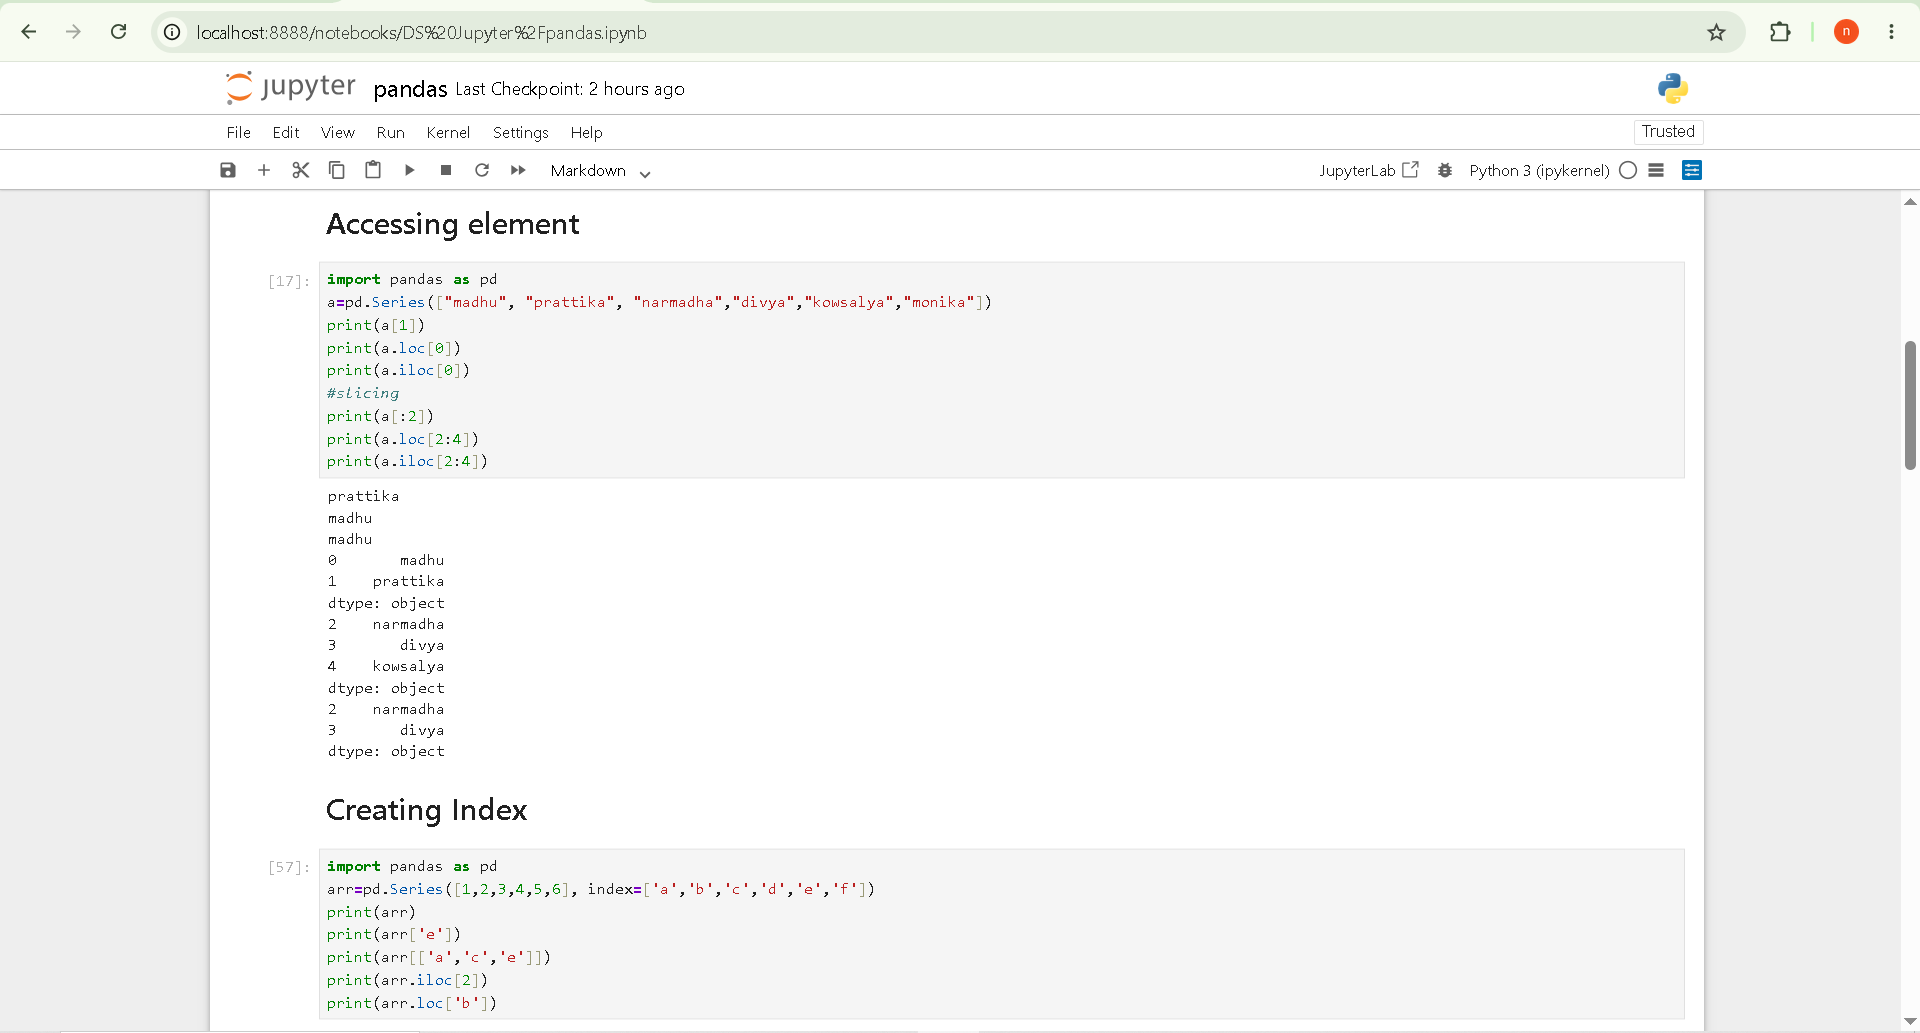 localhost:8888/notebooks/DS%20Jupyter%2Fpandas.ipynb
n
jupyter pandas Last Checkpoint: 2 hours ago
File Edit View Run Kernel Settings Help
Trusted
Markdown
JupyterLab
Python 3 (ipykernel)
Accessing element
[17]:
import pandas as pd
a=pd.Series(["madhu", "prattika", "narmadha","divya","kowsalya","monika"])
print(a[1])
print(a.loc[0])
print(a.iloc[0])
#slicing
print(a[:2])
print(a.loc[2:4])
print(a.iloc[2:4])
prattika
madhu
madhu
0       madhu
1    prattika
dtype: object
2    narmadha
3       divya
4    kowsalya
dtype: object
2    narmadha
3       divya
dtype: object
Creating Index
[57]:
import pandas as pd
arr=pd.Series([1,2,3,4,5,6], index=['a','b','c','d','e','f'])
print(arr)
print(arr['e'])
print(arr[['a','c','e']])
print(arr.iloc[2])
print(arr.loc['b'])